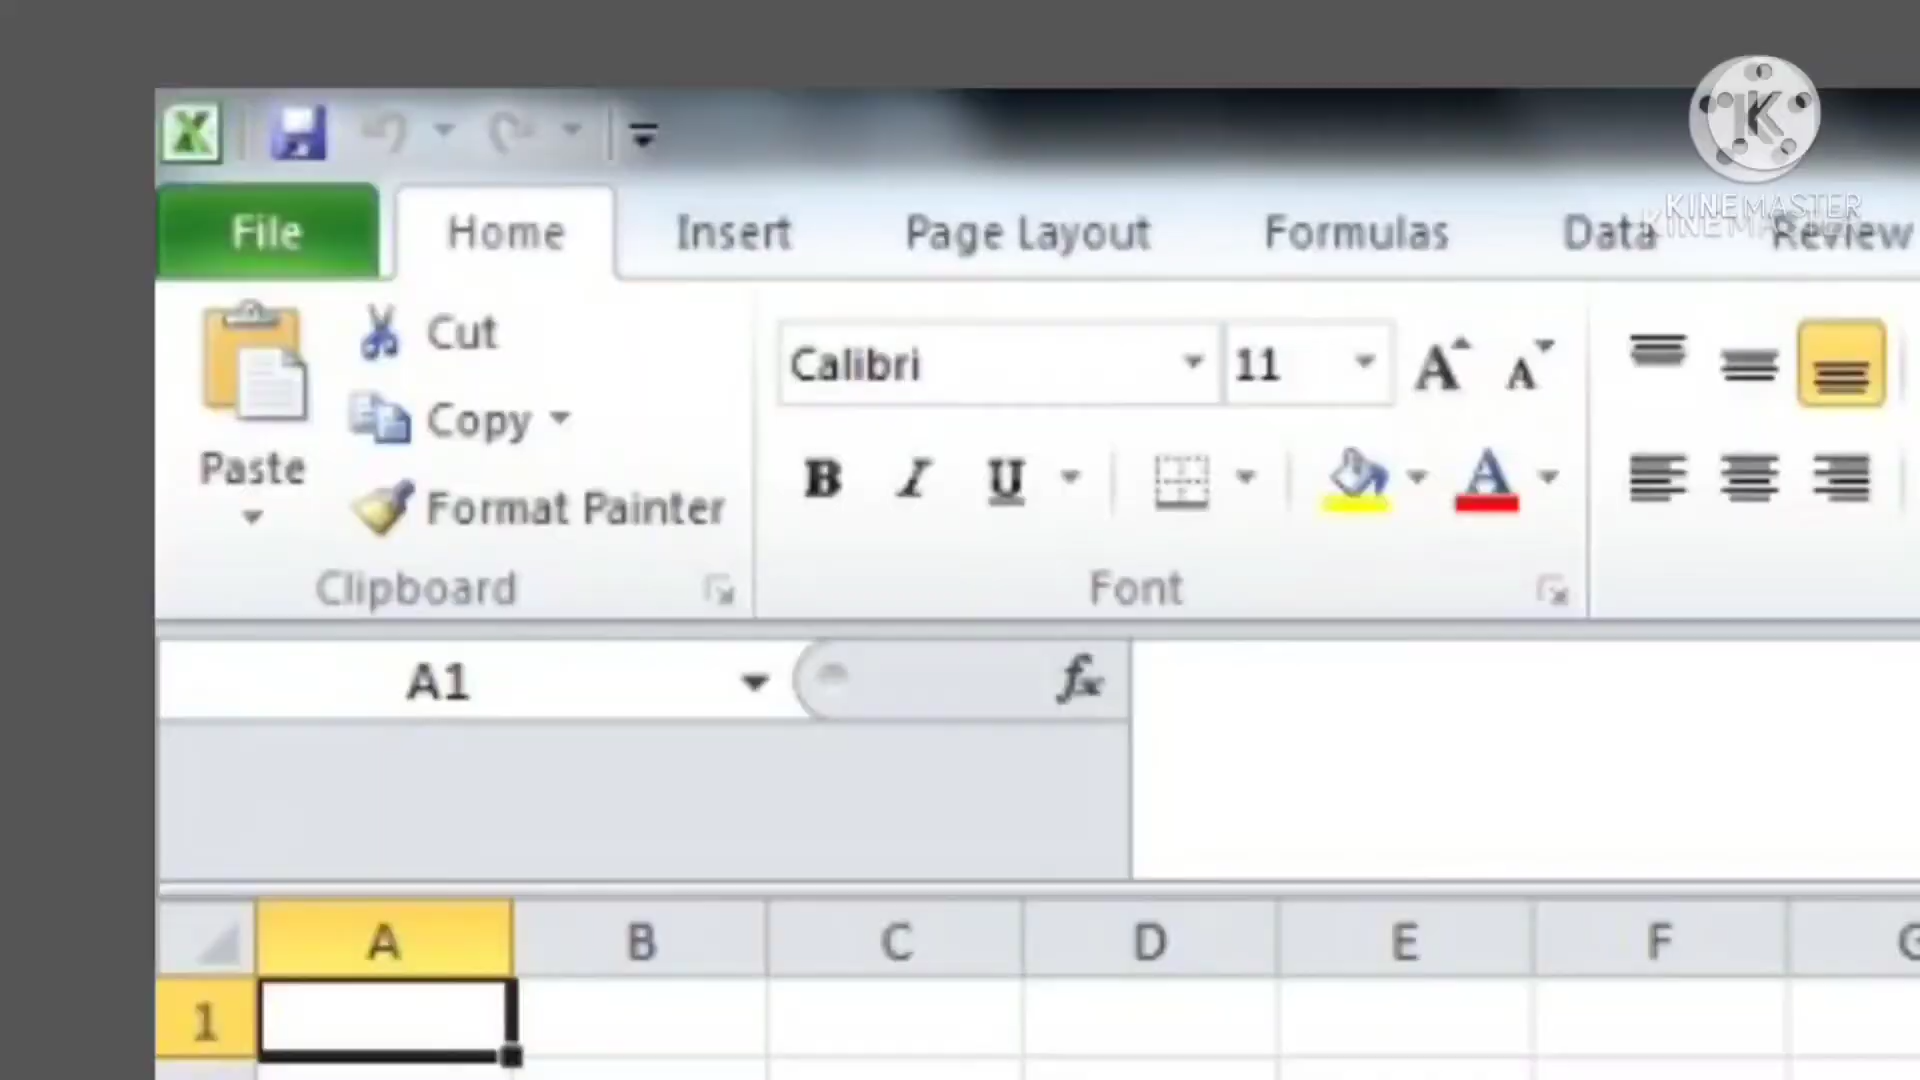 K
KINEMASTER
KINEMASTER
File Home Insert Page Layout Formulas Data Review
Cut
Calibri 11 A A
Copy
Paste
B I U A
Format Painter
Clipboard Font
A1 fx
A B C D E F G
1